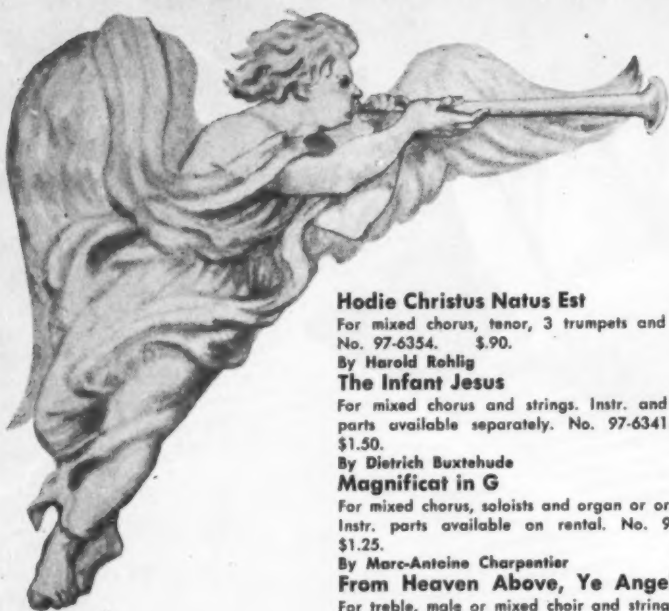 Hodie Christus Natus Est
For mixed chorus, tenor, 3 trumpets and
No. 97-6354. $.90.
By Harold Rohlig
The Infant Jesus
For mixed chorus and strings. Instr. and
parts available separately. No. 97-6341
$1.50.
By Dietrich Buxtehude
Magnificat in G
For mixed chorus, soloists and organ or or
Instr. parts available on rental. No. 9
$1.25.
By Marc-Antoine Charpentier
From Heaven Above, Ye Ange
For treble, male or mixed choir and string